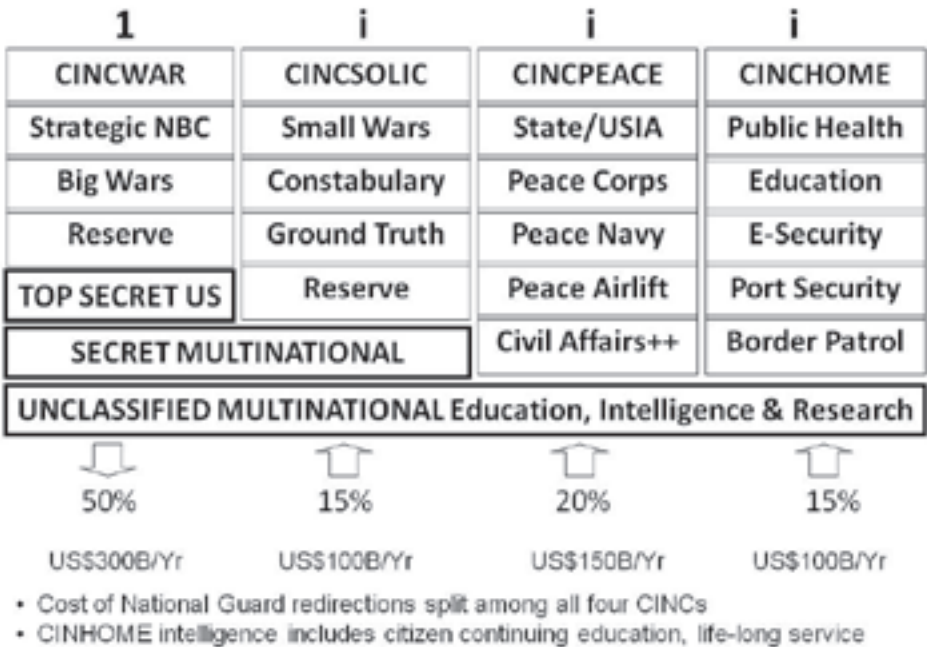 1 i i i
CINCWAR CINCSOLIC CINCPEACE CINCHOME
Strategic NBC Small Wars State/USIA Public Health
Big Wars Constabulary Peace Corps Education
Reserve Ground Truth Peace Navy E-Security
TOP SECRET US Reserve Peace Airlift Port Security
SECRET MULTINATIONAL Civil Affairs++ Border Patrol
UNCLASSIFIED MULTINATIONAL Education, Intelligence & Research
50% 15% 20% 15%
US$300B/Yr US$100B/Yr US$150B/Yr US$100B/Yr
• Cost of National Guard redirections split among all four CINCs
• CINHOME intelligence includes citizen continuing education, life-long service